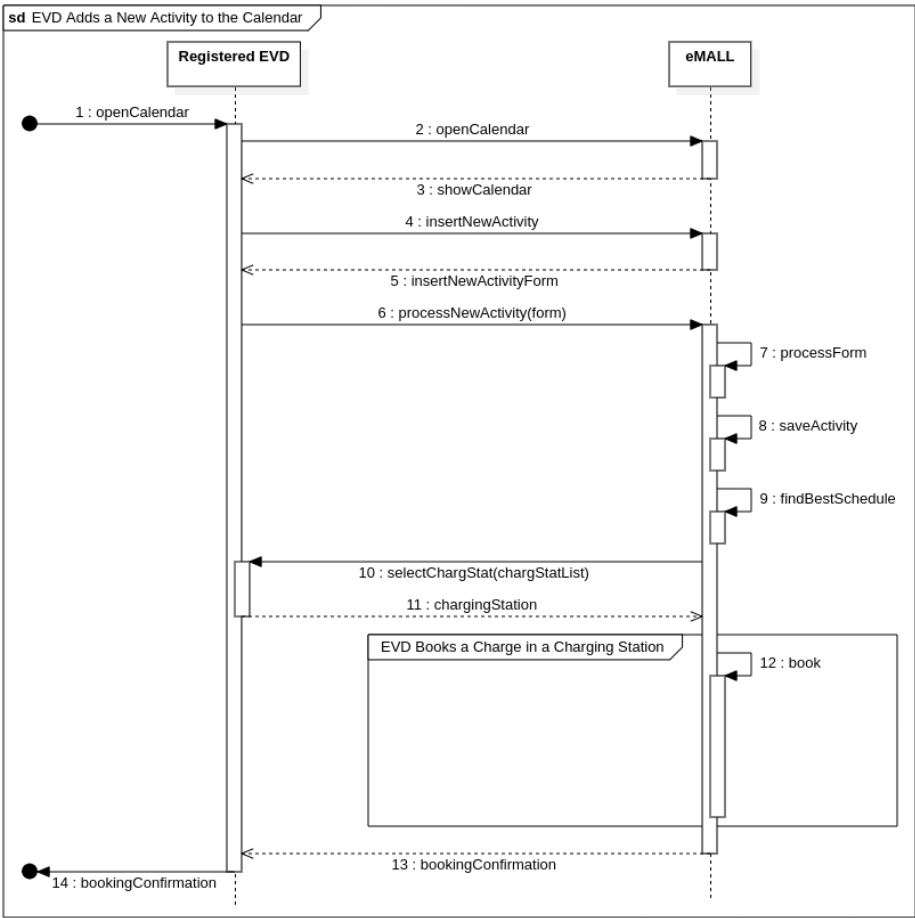 sd EVD Adds a New Activity to the Calendar
Registered EVD
eMALL
1 : openCalendar
2 : openCalendar
3 : showCalendar
4 : insertNewActivity
5 : insertNewActivityForm
6 : processNewActivity(form)
7 : processForm
8 : saveActivity
9 : findBestSchedule
10 : selectChargStat(chargStatList)
11 : chargingStation
EVD Books a Charge in a Charging Station
12 : book
13 : bookingConfirmation
14 : bookingConfirmation